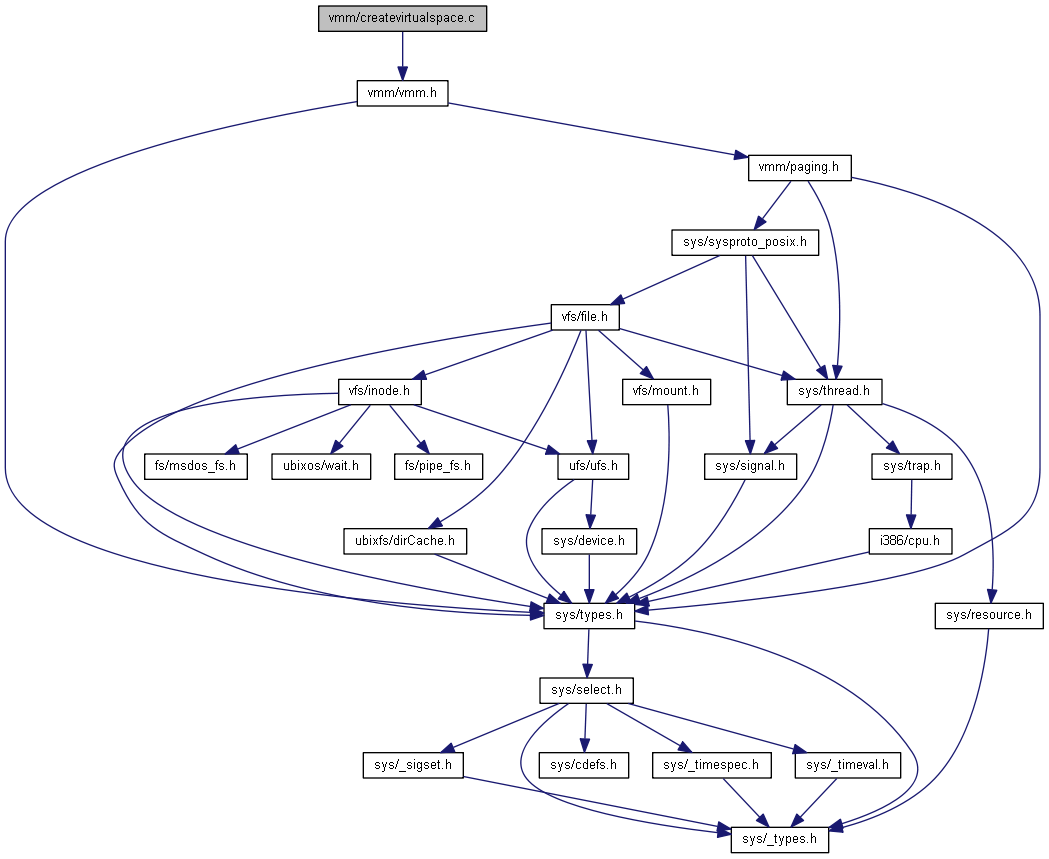 vmm/createvirtualspace.c
vmm/vmm.h
vmm/paging.h
sys/sysproto_posix.h
vfs/file.h
vfs/inode.h
vfs/mount.h
sys/thread.h
fs/msdos_fs.h
ubixos/wait.h
fs/pipe_fs.h
ufs/ufs.h
sys/signal.h
sys/trap.h
ubixfs/dirCache.h
sys/device.h
i386/cpu.h
sys/types.h
sys/resource.h
sys/select.h
sys/_sigset.h
sys/cdefs.h
sys/_timespec.h
sys/_timeval.h
sys/_types.h